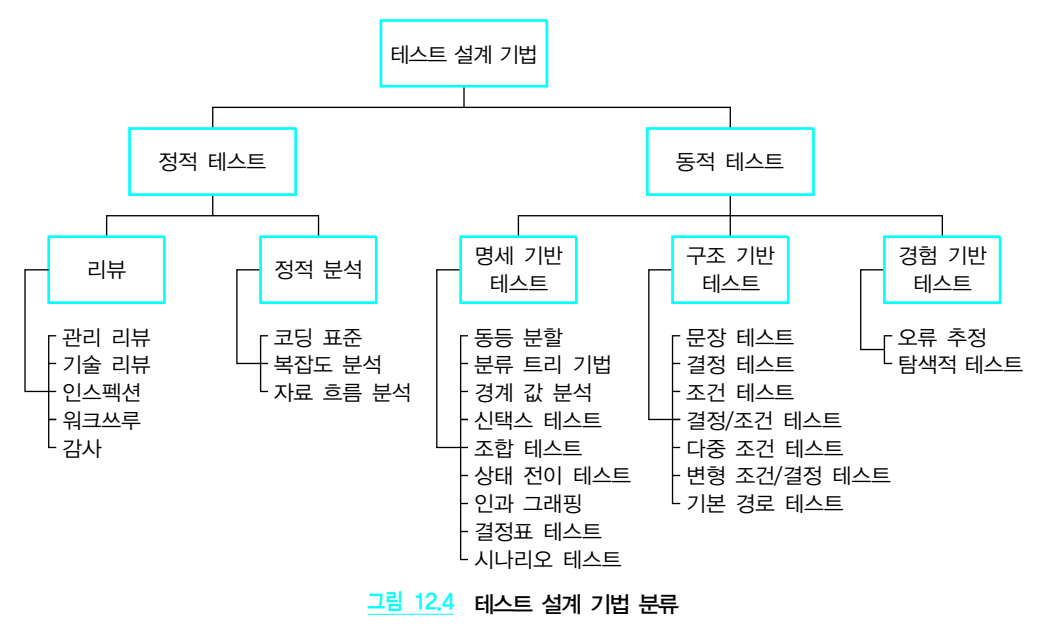 테스트 설계 기법
정적 테스트
동적 테스트
리뷰
정적 분석
명세 기반
테스트
구조 기반
테스트
경험 기반
테스트
관리 리뷰
기술 리뷰
인스펙션
워크쓰루
감사
코딩 표준
복잡도 분석
자료 흐름 분석
동등 분할
분류 트리 기법
경계 값 분석
신택스 테스트
조합 테스트
상태 전이 테스트
인과 그래핑
결정표 테스트
시나리오 테스트
문장 테스트
결정 테스트
조건 테스트
결정/조건 테스트
다중 조건 테스트
변형 조건/결정 테스트
기본 경로 테스트
오류 추정
탐색적 테스트
그림 12.4 테스트 설계 기법 분류